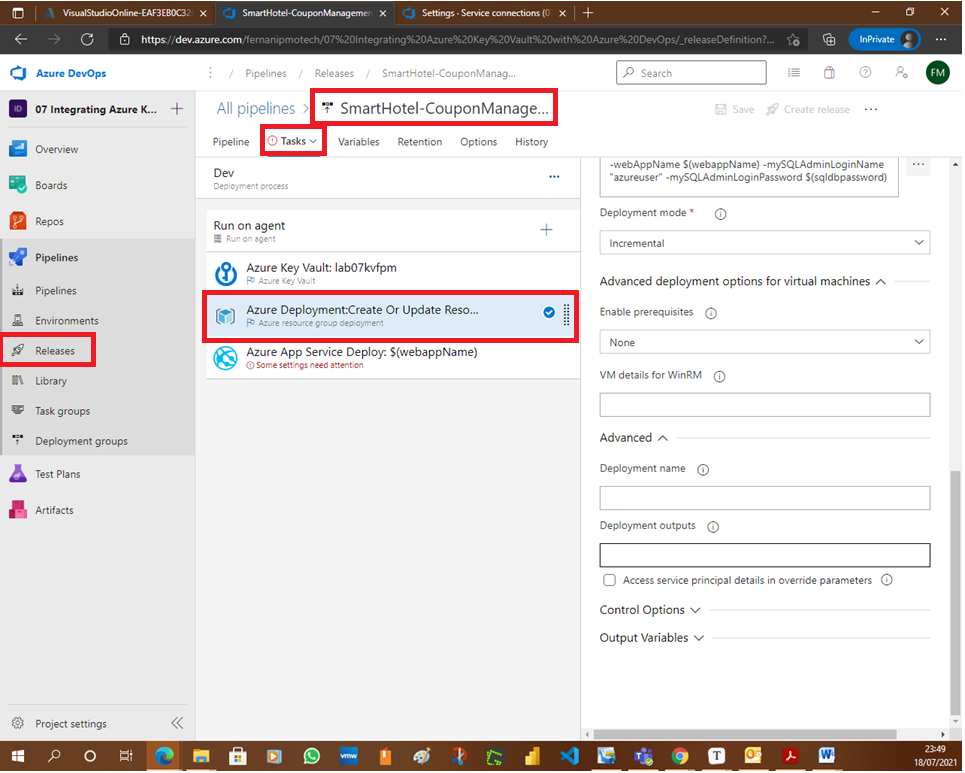 VisualStudioOnline-EAF3EB0C32
SmartHotel-CouponManagemen
Settings · Service connections (07
https://dev.azure.com/fernanipmotech/07%20Integrating%20Azure%20Key%20Vault%20with%20Azure%20DevOps/_releaseDefinition?...
InPrivate
Azure DevOps
/ Pipelines / Releases / SmartHotel-CouponManag...
Search
FM
ID
07 Integrating Azure K...
All pipelines > SmartHotel-CouponManage...
Save
Create release
Overview
Boards
Repos
Pipelines
Pipelines
Environments
Releases
Library
Task groups
Deployment groups
Test Plans
Artifacts
Project settings
Pipeline
Tasks
Variables
Retention
Options
History
Dev
Deployment process
Run on agent
Run on agent
Azure Key Vault: lab07kvfpm
Azure Key Vault
Azure Deployment:Create Or Update Reso...
Azure resource group deployment
Azure App Service Deploy: $(webappName)
Some settings need attention
-webAppName $(webappName) -mySQLAdminLoginName
"azureuser" -mySQLAdminLoginPassword $(sqldbpassword)
Deployment mode *
Incremental
Advanced deployment options for virtual machines
Enable prerequisites
None
VM details for WinRM
Advanced
Deployment name
Deployment outputs
Access service principal details in override parameters
Control Options
Output Variables
vmw
T
W
23:49
18/07/2021